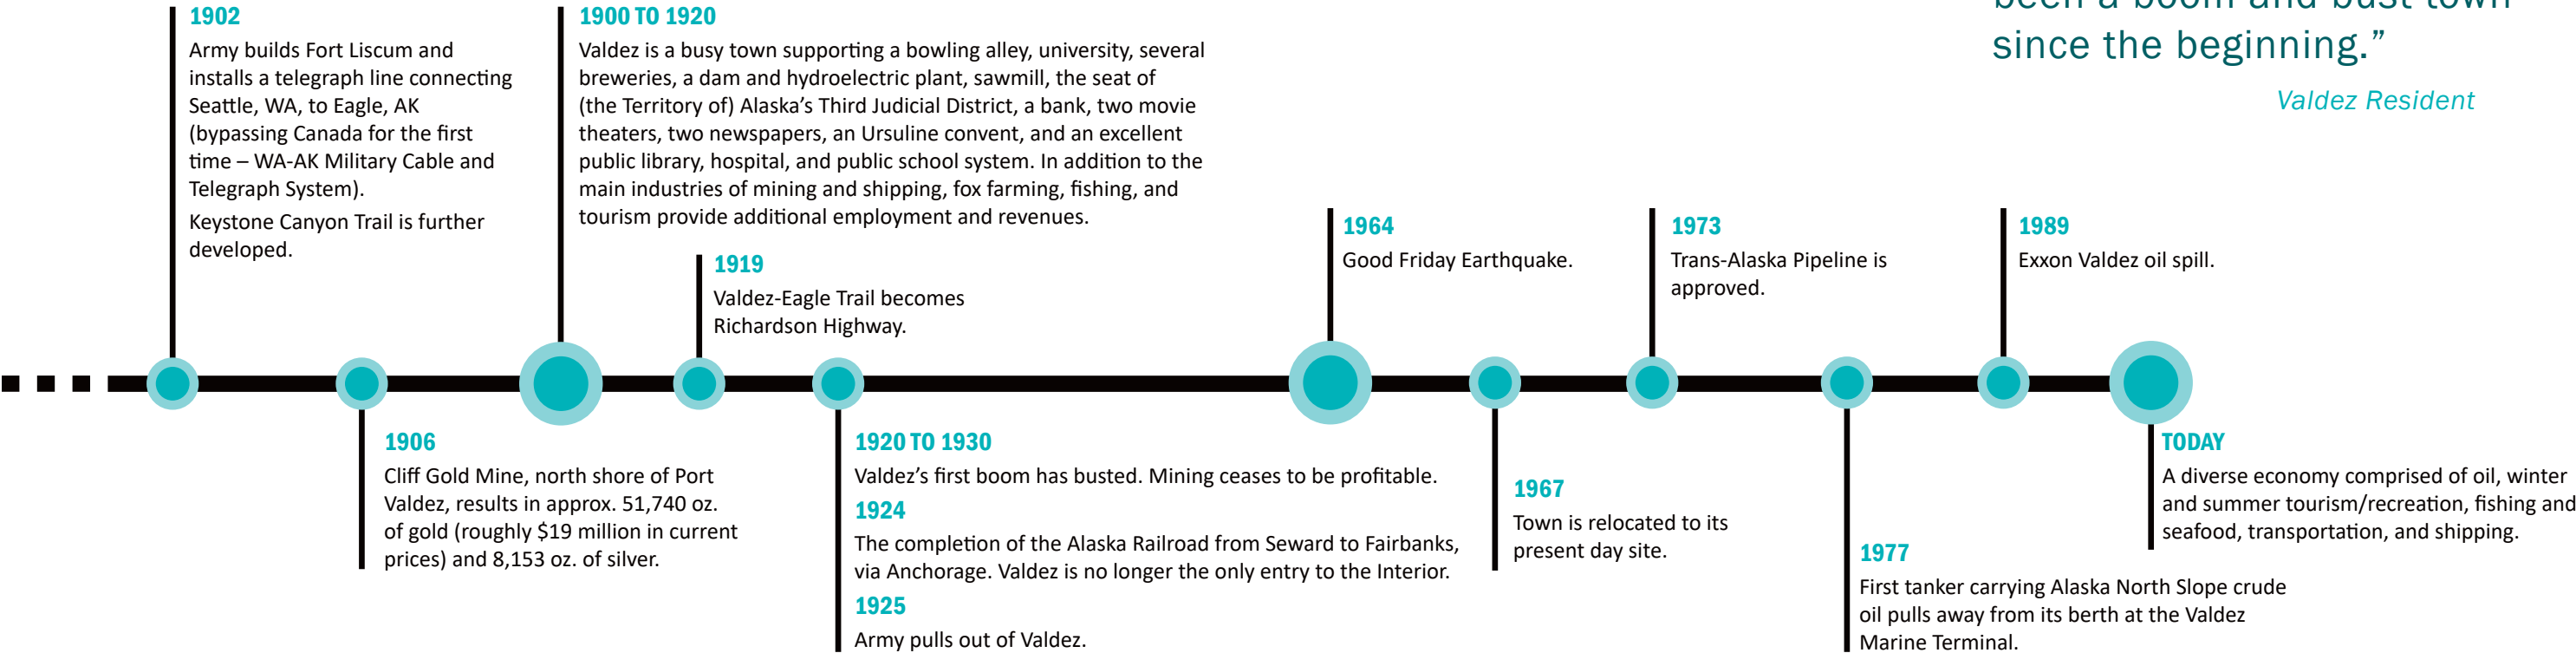 1902
Army builds Fort Liscum and
installs a telegraph line connecting
Seattle, WA, to Eagle, AK
(bypassing Canada for the first
time – WA-AK Military Cable and
Telegraph System).
Keystone Canyon Trail is further
developed.
1900 TO 1920
Valdez is a busy town supporting a bowling alley, university, several
breweries, a dam and hydroelectric plant, sawmill, the seat of
(the Territory of) Alaska’s Third Judicial District, a bank, two movie
theaters, two newspapers, an Ursuline convent, and an excellent
public library, hospital, and public school system. In addition to the
main industries of mining and shipping, fox farming, fishing, and
tourism provide additional employment and revenues.
been a boom and bust town
since the beginning.”
Valdez Resident
1919
Valdez-Eagle Trail becomes
Richardson Highway.
1964
Good Friday Earthquake.
1973
Trans-Alaska Pipeline is
approved.
1989
Exxon Valdez oil spill.
1906
Cliff Gold Mine, north shore of Port
Valdez, results in approx. 51,740 oz.
of gold (roughly $19 million in current
prices) and 8,153 oz. of silver.
1920 TO 1930
Valdez’s first boom has busted. Mining ceases to be profitable.
1924
The completion of the Alaska Railroad from Seward to Fairbanks,
via Anchorage. Valdez is no longer the only entry to the Interior.
1925
Army pulls out of Valdez.
1967
Town is relocated to its
present day site.
1977
First tanker carrying Alaska North Slope crude
oil pulls away from its berth at the Valdez
Marine Terminal.
TODAY
A diverse economy comprised of oil, winter
and summer tourism/recreation, fishing and
seafood, transportation, and shipping.